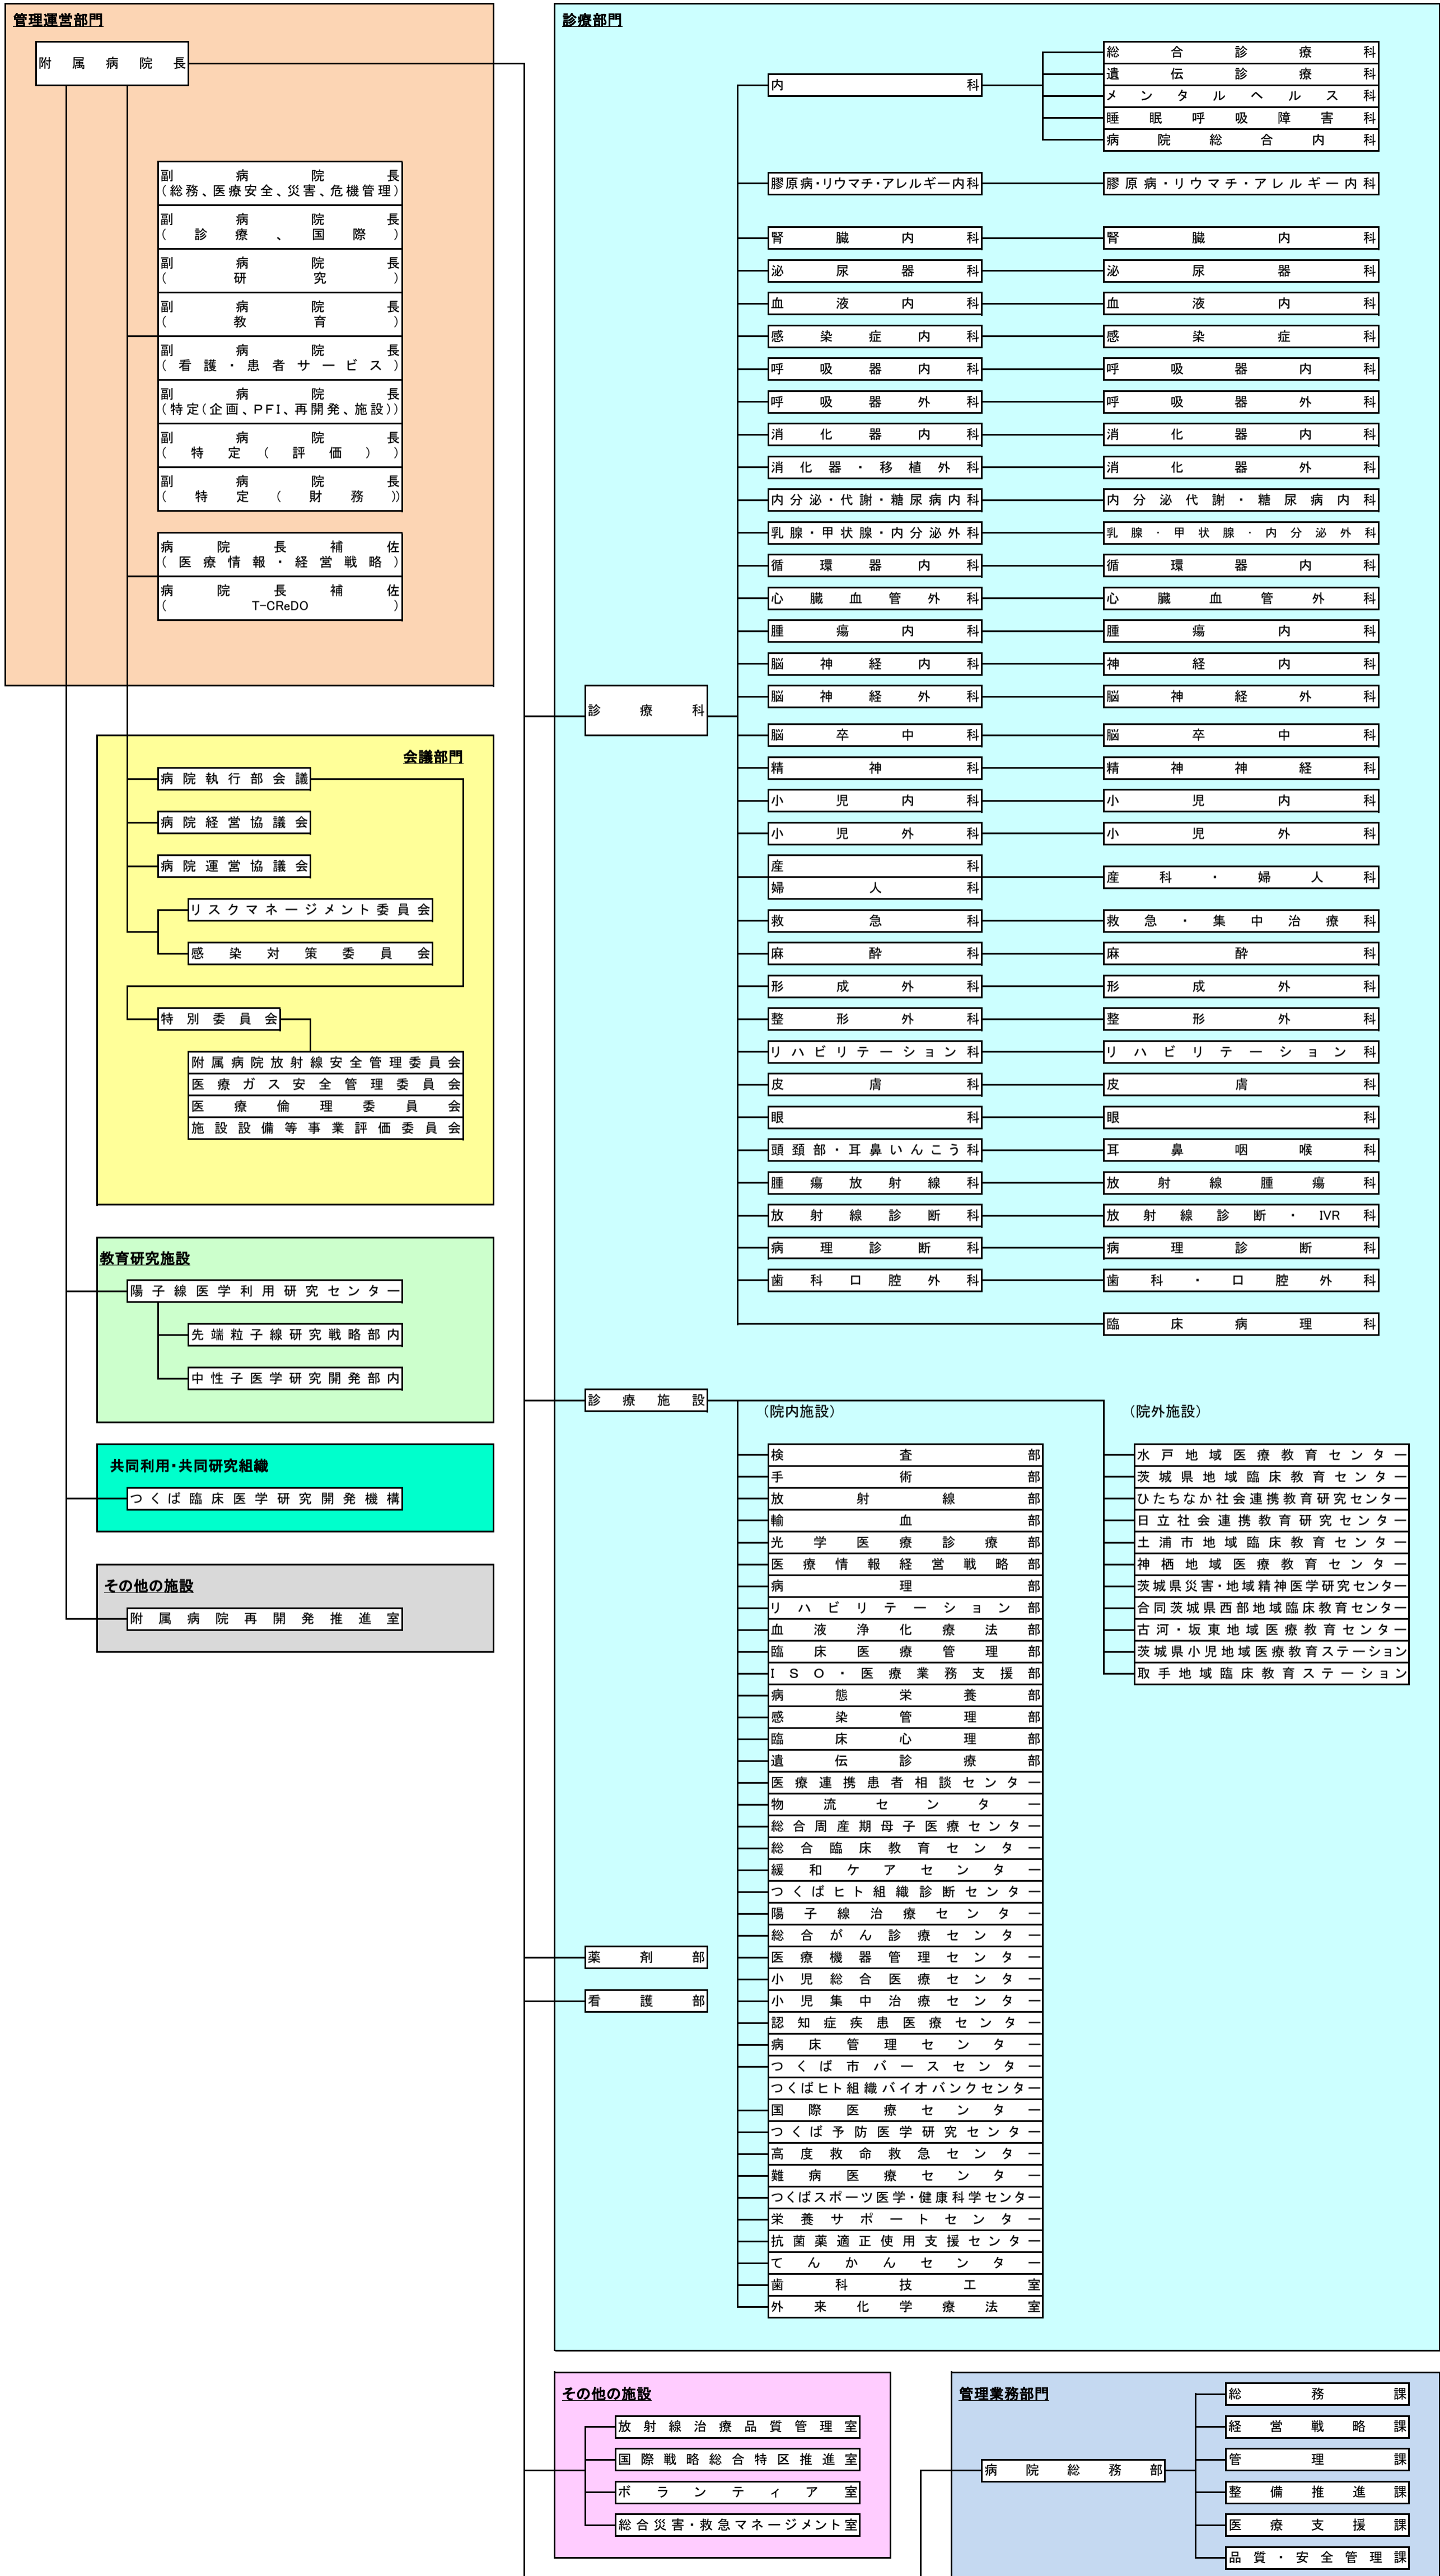 管理運営部門
附属病院長
副病院長
(総務、医療安全、災害、危機管理)
副病院長
(診療、国際)
副病院長
(研究)
副病院長
(教育)
副病院長
(看護・患者サービス)
副病院長
(特定(企画、PFI、再開発、施設))
副病院長
(特定(評価))
副病院長
(特定(財務))
病院長補佐
(医療情報・経営戦略)
病院長補佐
(T-CReDO)
会議部門
病院執行部会議
病院経営協議会
病院運営協議会
リスクマネージメント委員会
感染対策委員会
特別委員会
附属病院放射線安全管理委員会
医療ガス安全管理委員会
医療倫理委員会
施設設備等事業評価委員会
教育研究施設
陽子線医学利用研究センター
先端粒子線研究戦略部内
中性子医学研究開発部内
共同利用・共同研究組織
つくば臨床医学研究開発機構
その他の施設
附属病院再開発推進室
診療部門
診療科
内科
総合診療科
遺伝診療科
メンタルヘルス科
睡眠呼吸障害科
病院総合内科
膠原病・リウマチ・アレルギー内科
膠原病・リウマチ・アレルギー内科
腎臓内科
腎臓内科
泌尿器科
泌尿器科
血液内科
血液内科
感染症内科
感染症科
呼吸器内科
呼吸器内科
呼吸器外科
呼吸器外科
消化器内科
消化器内科
消化器・移植外科
消化器外科
内分泌・代謝・糖尿病内科
内分泌代謝・糖尿病内科
乳腺・甲状腺・内分泌外科
乳腺・甲状腺・内分泌外科
循環器内科
循環器内科
心臓血管外科
心臓血管外科
腫瘍内科
腫瘍内科
脳神経内科
神経内科
脳神経外科
脳神経外科
脳卒中科
脳卒中科
精神科
精神神経科
小児内科
小児内科
小児外科
小児外科
産科
婦人科
産科・婦人科
救急科
救急・集中治療科
麻酔科
麻酔科
形成外科
形成外科
整形外科
整形外科
リハビリテーション科
リハビリテーション科
皮膚科
皮膚科
眼科
眼科
頭頚部・耳鼻いんこう科
耳鼻咽喉科
腫瘍放射線科
放射線腫瘍科
放射線診断科
放射線診断・IVR科
病理診断科
病理診断科
歯科口腔外科
歯科・口腔外科
臨床病理科
診療施設
(院内施設)
検査部
手術部
放射線部
輸血部
光学医療診療部
医療情報経営戦略部
病理部
リハビリテーション部
血液浄化療法部
臨床医療管理部
ISO・医療業務支援部
病態栄養部
感染管理部
臨床心理部
遺伝診療部
医療連携患者相談センター
物流センター
総合周産期母子医療センター
総合臨床教育センター
緩和ケアセンター
つくばヒト組織診断センター
陽子線治療センター
総合がん診療センター
医療機器管理センター
小児総合医療センター
小児集中治療センター
認知症疾患医療センター
病床管理センター
つくば市バースセンター
つくばヒト組織バイオバンクセンター
国際医療センター
つくば予防医学研究センター
高度救命救急センター
難病医療センター
つくばスポーツ医学・健康科学センター
栄養サポートセンター
抗菌薬適正使用支援センター
てんかんセンター
歯科技工室
外来化学療法室
(院外施設)
水戸地域医療教育センター
茨城県地域臨床教育センター
ひたちなか社会連携教育研究センター
日立社会連携教育研究センター
土浦市地域臨床教育センター
神栖地域医療教育センター
茨城県災害・地域精神医学研究センター
合同茨城県西部地域臨床教育センター
古河・坂東地域医療教育センター
茨城県小児地域医療教育ステーション
取手地域臨床教育ステーション
薬剤部
看護部
その他の施設
放射線治療品質管理室
国際戦略総合特区推進室
ボランティア室
総合災害・救急マネージメント室
管理業務部門
病院総務部
総務課
経営戦略課
管理課
整備推進課
医療支援課
品質・安全管理課